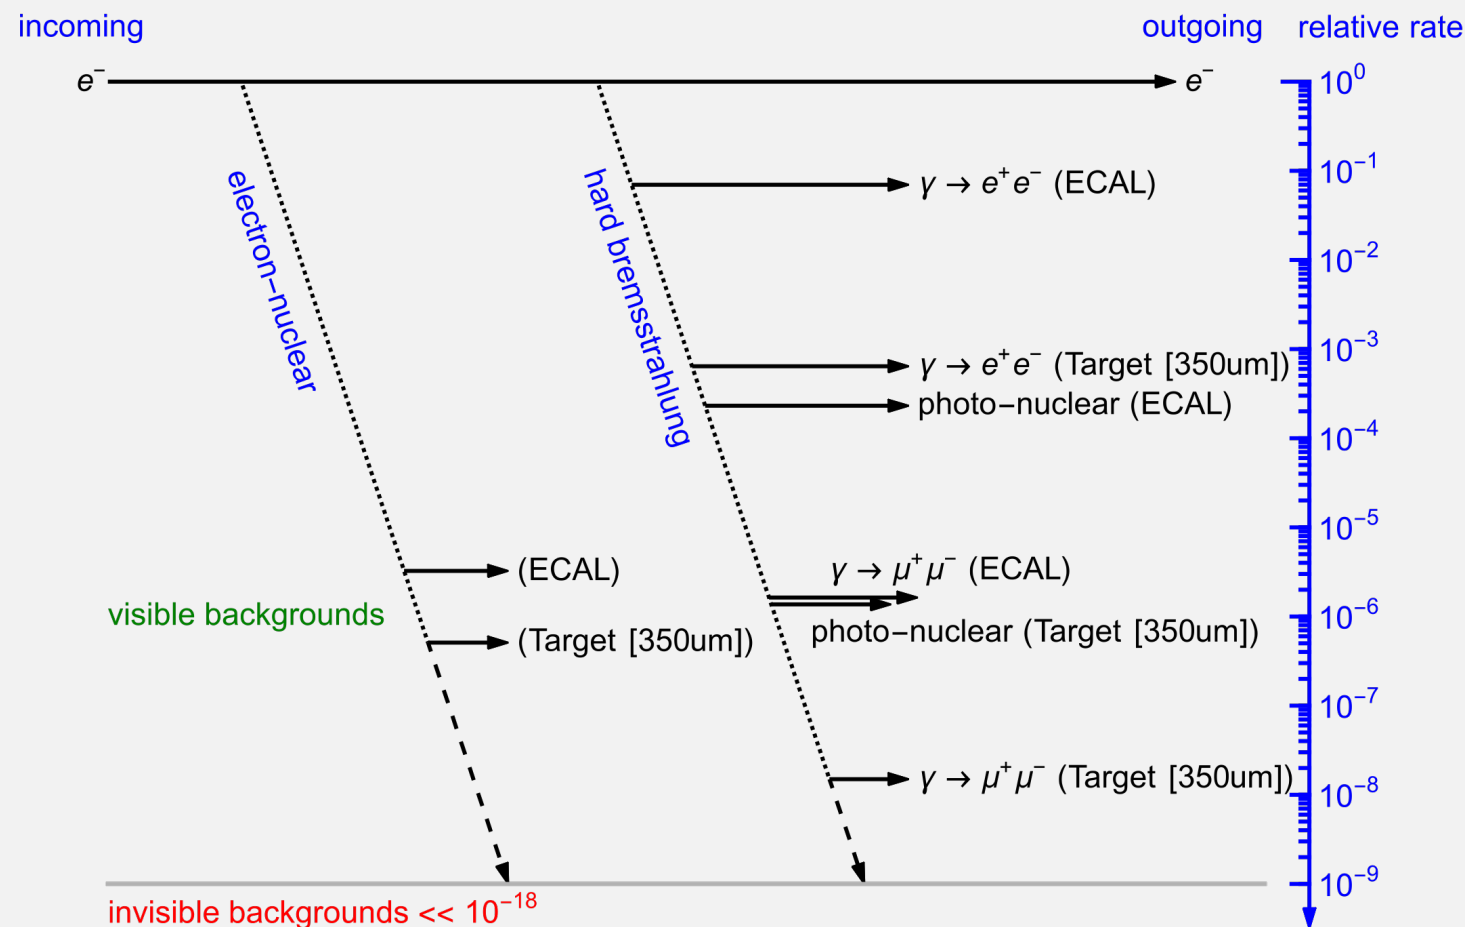 incoming
outgoing
relative rate
e⁻
e⁻
10⁰
electron−nuclear
hard bremsstrahlung
γ → e⁺e⁻ (ECAL)
10⁻¹
10⁻²
10⁻³
γ → e⁺e⁻ (Target [350um])
photo−nuclear (ECAL)
10⁻⁴
10⁻⁵
(ECAL)
γ → μ⁺μ⁻ (ECAL)
visible backgrounds
10⁻⁶
(Target [350um])
photo−nuclear (Target [350um])
10⁻⁷
γ → μ⁺μ⁻ (Target [350um])
10⁻⁸
10⁻⁹
invisible backgrounds << 10⁻¹⁸